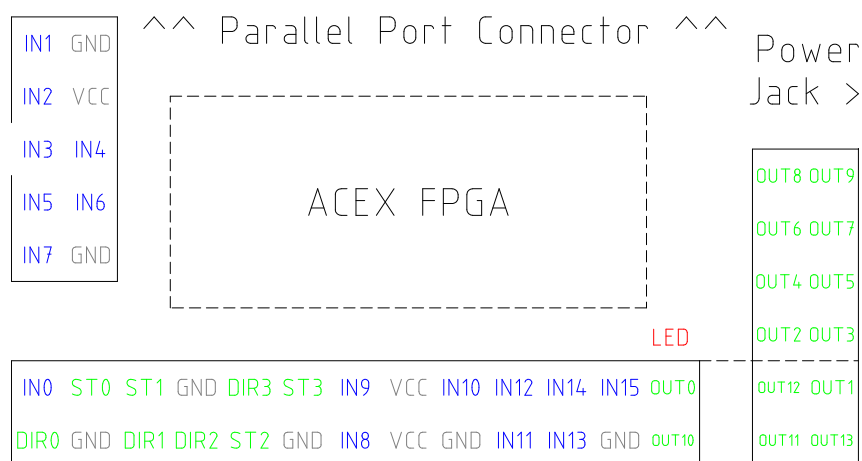 ^^ Parallel Port Connector ^^
Power
Jack >
IN1 GND
IN2 VCC
IN3 IN4
IN5 IN6
IN7 GND
ACEX FPGA
OUT8 OUT9
OUT6 OUT7
OUT4 OUT5
OUT2 OUT3
OUT12 OUT1
OUT11 OUT13
LED
IN0 ST0 ST1 GND DIR3 ST3 IN9 VCC IN10 IN12 IN14 IN15 OUT0
DIR0 GND DIR1 DIR2 ST2 GND IN8 VCC GND IN11 IN13 GND OUT10